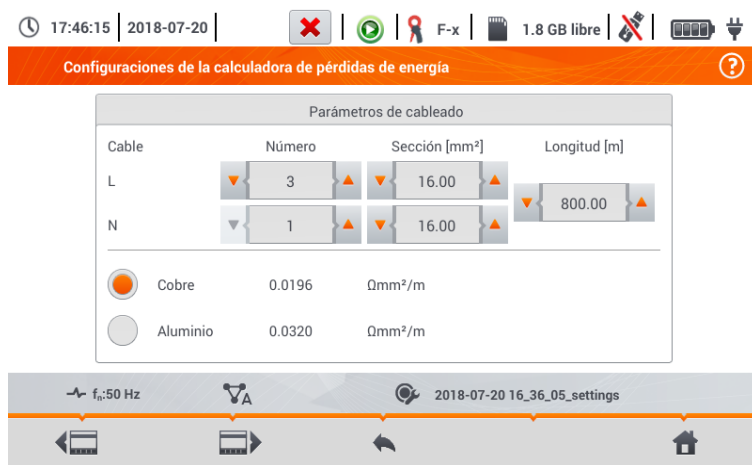 17:46:15 2018-07-20 F-x 1.8 GB libre
Configuraciones de la calculadora de pérdidas de energía ?
Parámetros de cableado
Cable Número Sección [mm²] Longitud [m]
L 3 16.00
800.00
N 1 16.00
Cobre 0.0196 Ωmm²/m
Aluminio 0.0320 Ωmm²/m
fn:50 Hz A 2018-07-20 16_36_05_settings